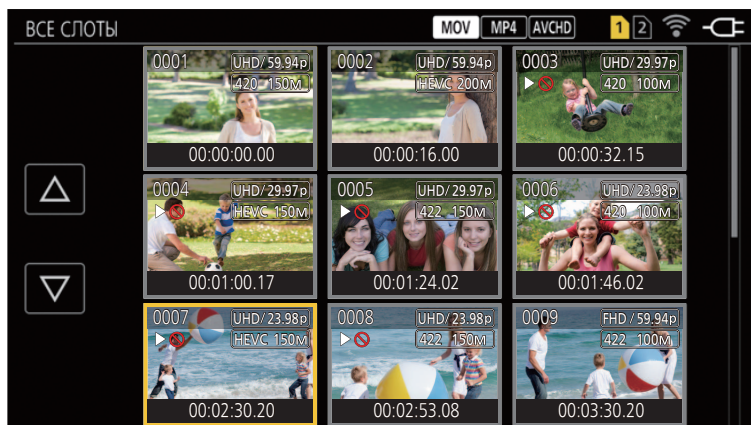 ВСЕ СЛОТЫ MOV MP4 AVCHD 1 2
0001 UHD/59.94p 0002 UHD/59.94p 0003 UHD/29.97p
420 150M HEVC 200M 420 100M
00:00:00.00 00:00:16.00 00:00:32.15
0004 UHD/29.97p 0005 UHD/29.97p 0006 UHD/23.98p
HEVC 150M 422 150M 420 100M
00:01:00.17 00:01:24.02 00:01:46.02
0007 UHD/23.98p 0008 UHD/23.98p 0009 FHD/59.94p
HEVC 150M 422 150M 422 100M
00:02:30.20 00:02:53.08 00:03:30.20